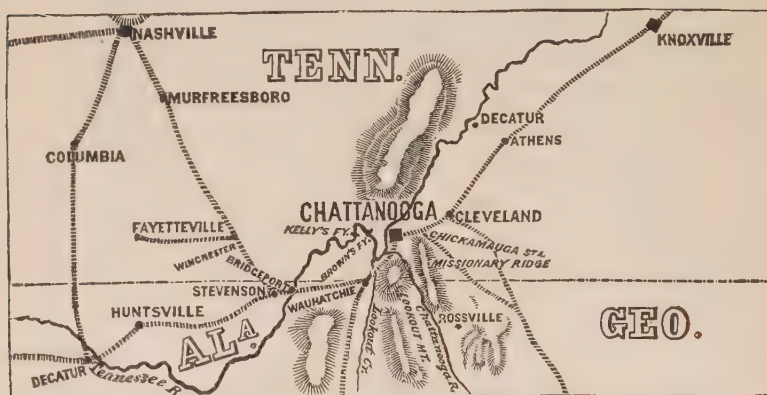 NASHVILLE
KNOXVILLE
TENN.
MURFREESBORO
DECATUR
ATHENS
COLUMBIA
CHATTANOOGA
CLEVELAND
FAYETTEVILLE
KELLY'S FY.
CHICKAMAUGA STA.
WINCHESTER
BROWN'S FY.
MISSIONARY RIDGE
BRIDGEPORT
STEVENSON
WAUHATCHIE
HUNTSVILLE
LOOKOUT MT.
Chattanooga R.
ROSSVILLE
GEO.
ALA.
Lookout Cr.
DECATUR
Tennessee R.